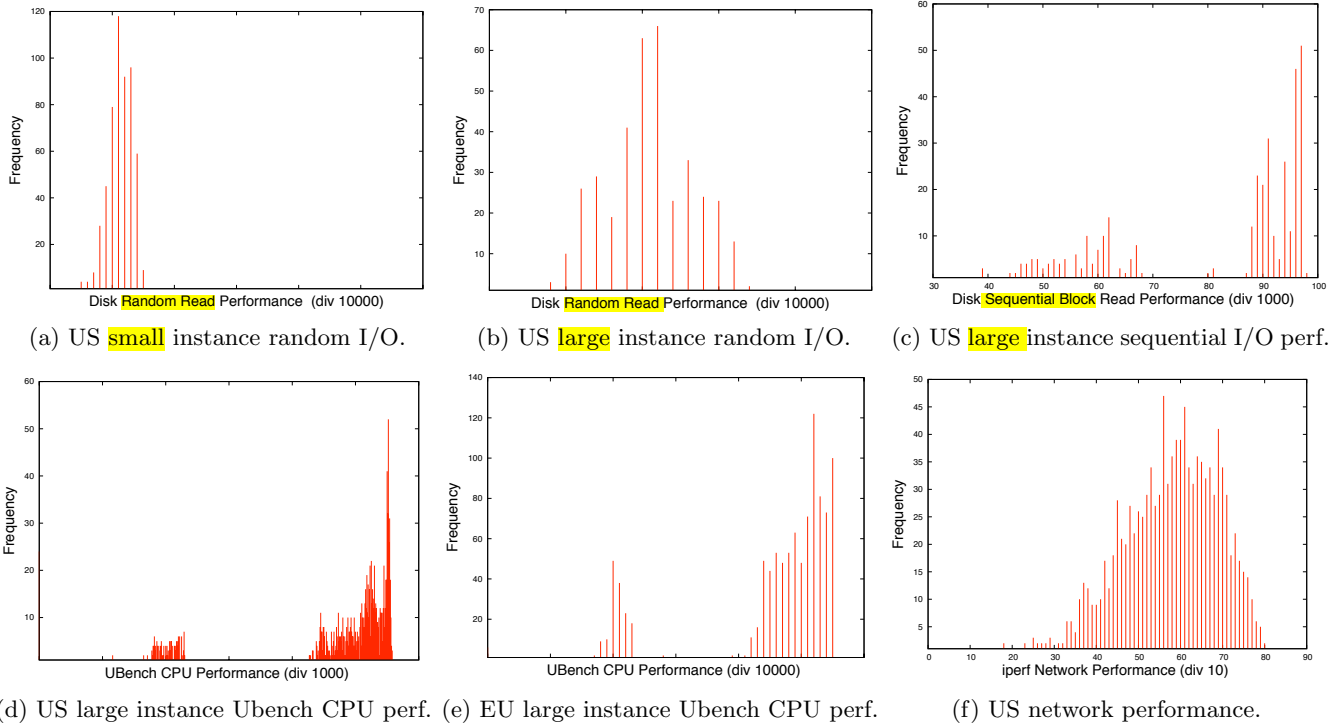 120
100
80
60
40
20
Frequency
Disk Random Read Performance (div 10000)
(a) US small instance random I/O.
70
60
50
40
30
20
10
Frequency
Disk Random Read Performance (div 10000)
(b) US large instance random I/O.
60
50
40
30
20
10
Frequency
30 40 50 60 70 80 90 100
Disk Sequential Block Read Performance (div 1000)
(c) US large instance sequential I/O perf.
60
50
40
30
20
10
Frequency
UBench CPU Performance (div 1000)
(d) US large instance Ubench CPU perf.
140
120
100
80
60
40
20
Frequency
UBench CPU Performance (div 10000)
(e) EU large instance Ubench CPU perf.
50
45
40
35
30
25
20
15
10
5
Frequency
0 10 20 30 40 50 60 70 80 90
iperf Network Performance (div 10)
(f) US network performance.